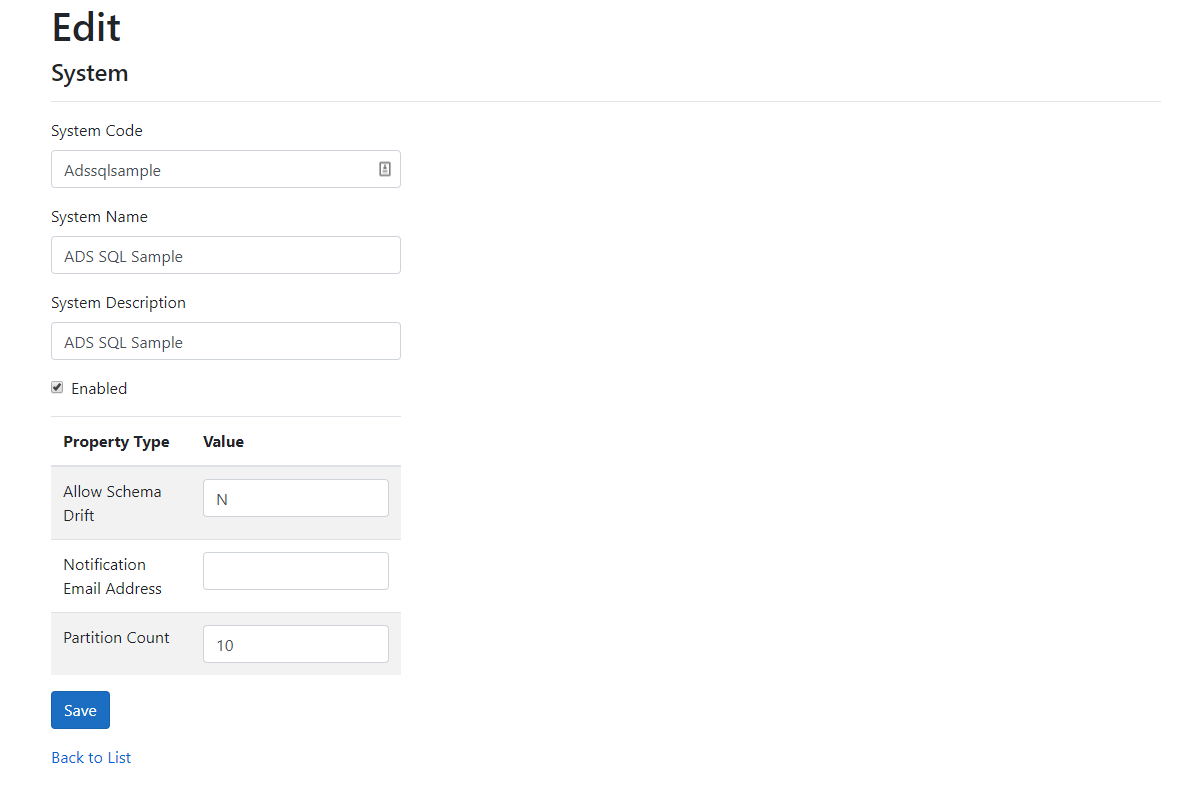 Edit
System
System Code
Adssqlsample
System Name
ADS SQL Sample
System Description
ADS SQL Sample
Enabled
Property Type Value
Allow Schema
Drift
N
Notification
Email Address
Partition Count
10
Save
Back to List